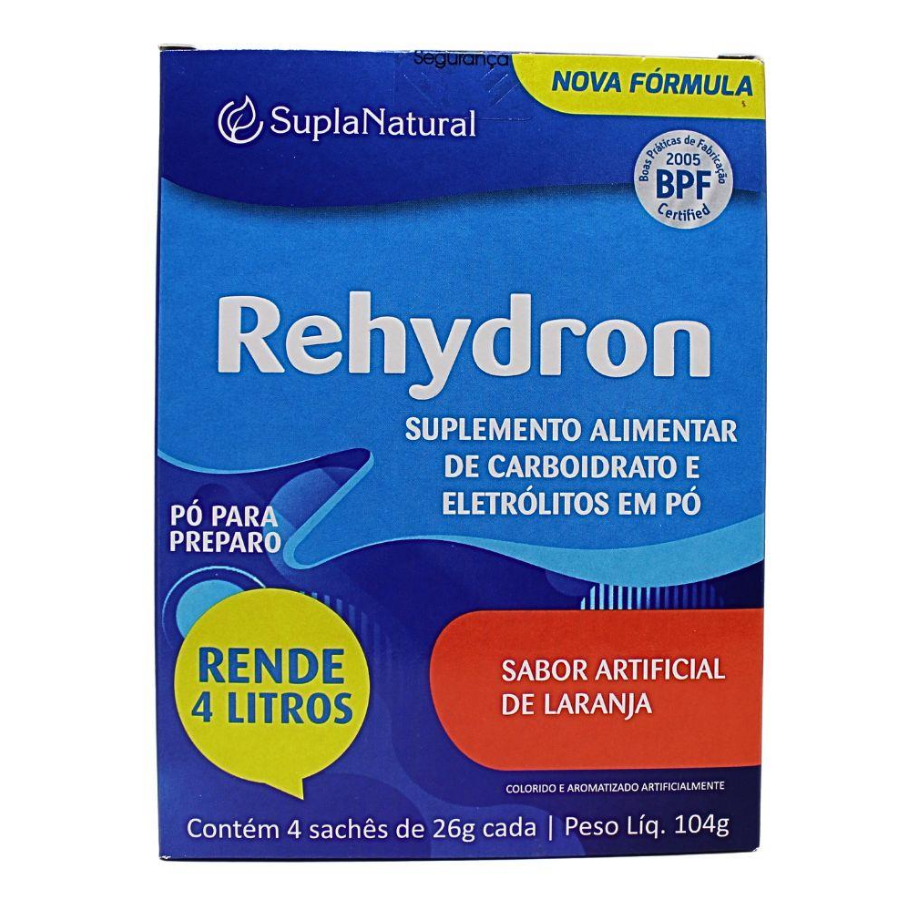 Segurança
NOVA FÓRMULA
SuplaNatural
Boas Práticas de Fabricação
2005
BPF
Certified
Rehydron
SUPLEMENTO ALIMENTAR
DE CARBOIDRATO E
ELETRÓLITOS EM PÓ
PÓ PARA
PREPARO
RENDE
4 LITROS
SABOR ARTIFICIAL
DE LARANJA
COLORIDO E AROMATIZADO ARTIFICIALMENTE
Contém 4 sachês de 26g cada | Peso Líq. 104g